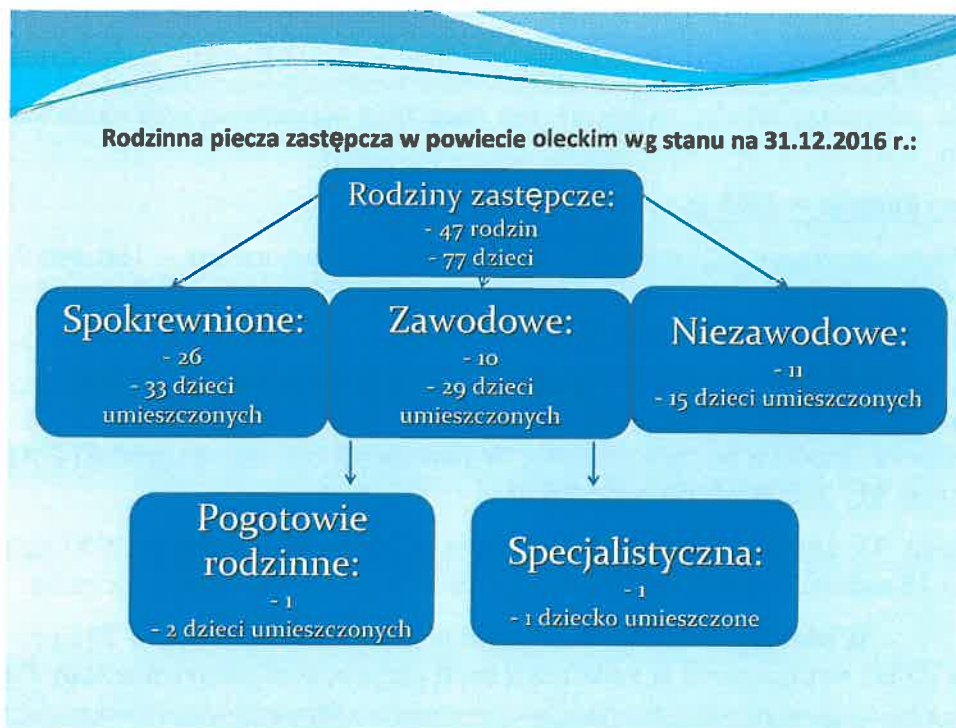 Rodzinna piecza zastępcza w powiecie oleckim wg stanu na 31.12.2016 r.:
Rodziny zastępcze:
- 47 rodzin
- 77 dzieci
Spokrewnione:
- 26
- 33 dzieci
umieszczonych
Zawodowe:
- 10
- 29 dzieci
umieszczonych
Niezawodowe:
- 11
- 15 dzieci umieszczonych
Pogotowie
rodzinne:
- 1
- 2 dzieci umieszczonych
Specjalistyczna:
- 1
- 1 dziecko umieszczone